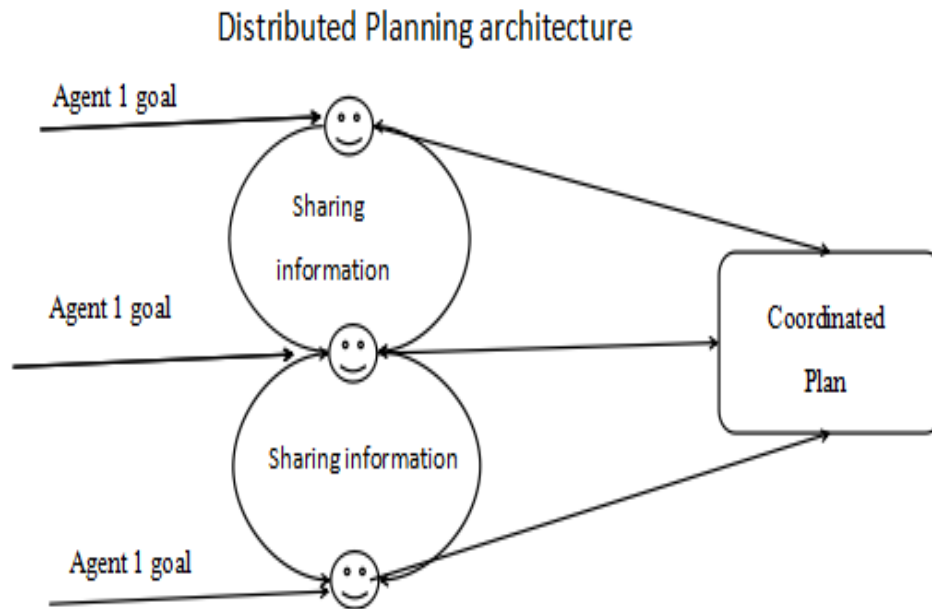 Distributed Planning architecture
Agent 1 goal
Sharing
information
Agent 1 goal
Coordinated
Plan
Sharing information
Agent 1 goal